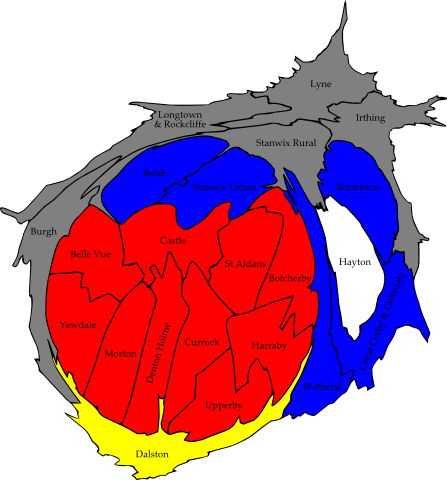 Lyne
Longtown
& Rockcliffe
Irthing
Stanwix Rural
Belah
Stanwix Urban
Brampton
Burgh
Castle
Belle Vue
St Aidans
Hayton
Botcherby
Great Corby & Geltsdale
Yewdale
Morton
Denton Holme
Currock
Harraby
Wetheral
Upperby
Dalston